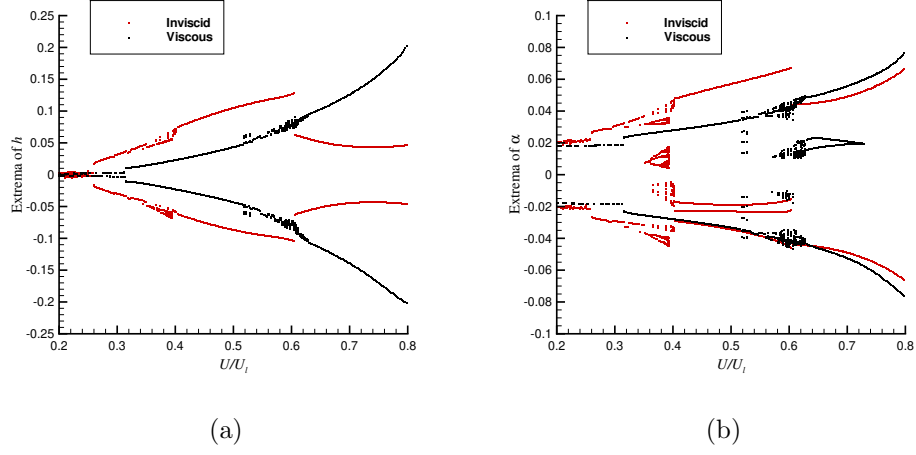 Inviscid
Viscous
Extrema of h
0.25
0.2
0.15
0.1
0.05
0
-0.05
-0.1
-0.15
-0.2
-0.25
0.2 0.3 0.4 0.5 0.6 0.7 0.8
U/U_l
(a)
Inviscid
Viscous
Extrema of α
0.1
0.08
0.06
0.04
0.02
0
-0.02
-0.04
-0.06
-0.08
-0.1
0.2 0.3 0.4 0.5 0.6 0.7 0.8
U/U_l
(b)